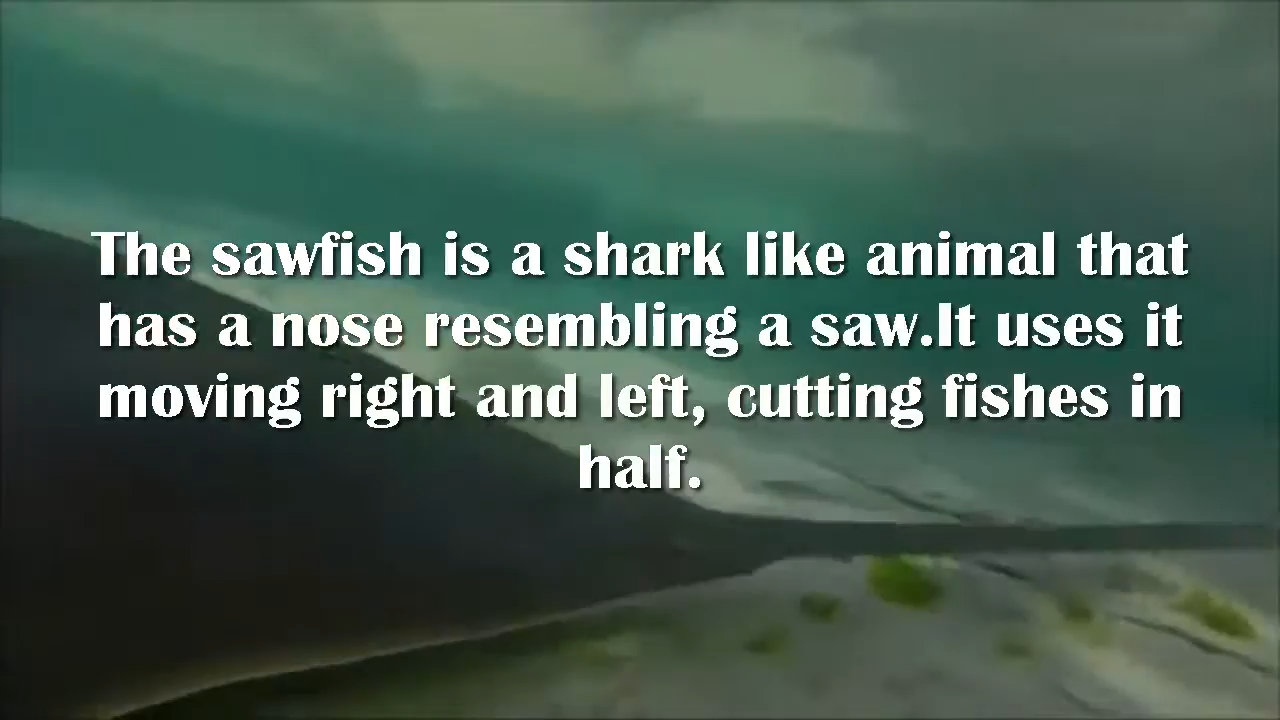 The sawfish is a shark like animal that
has a nose resembling a saw.It uses it
moving right and left, cutting fishes in
half.